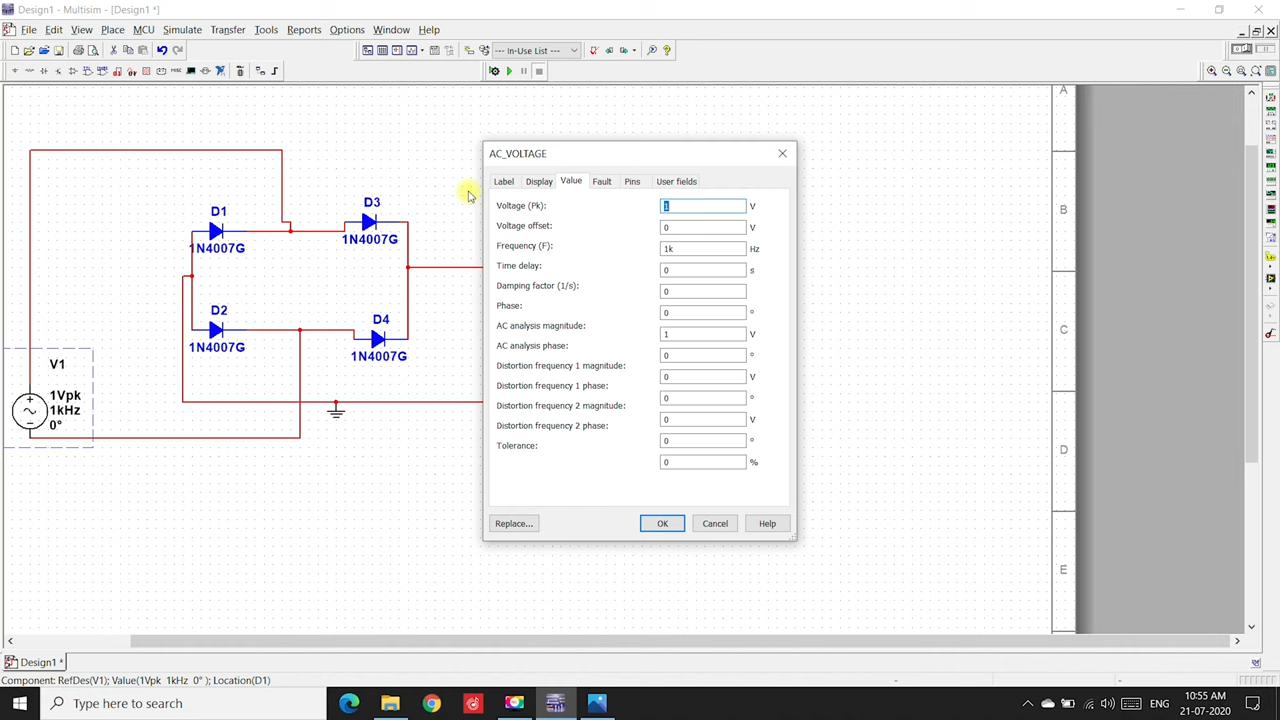 Design1 - Multisim - [Design1 *]
File Edit View Place MCU Simulate Transfer Tools Reports Options Window Help
--- In-Use List ---
A
B
C
D
E
D1
1N4007G
D3
1N4007G
D2
1N4007G
D4
1N4007G
V1
1Vpk
1kHz
0°
AC_VOLTAGE
Label Display Value Fault Pins User fields
Voltage (Pk): 1 V
Voltage offset: 0 V
Frequency (F): 1k Hz
Time delay: 0 s
Damping factor (1/s): 0
Phase: 0 °
AC analysis magnitude: 1 V
AC analysis phase: 0 °
Distortion frequency 1 magnitude: 0 V
Distortion frequency 1 phase: 0 °
Distortion frequency 2 magnitude: 0 V
Distortion frequency 2 phase: 0 °
Tolerance: 0 %
Replace... OK Cancel Help
Design1 *
Component: RefDes(V1); Value(1Vpk 1kHz 0° ); Location(D1)
Type here to search
ENG
10:55 AM
21-07-2020